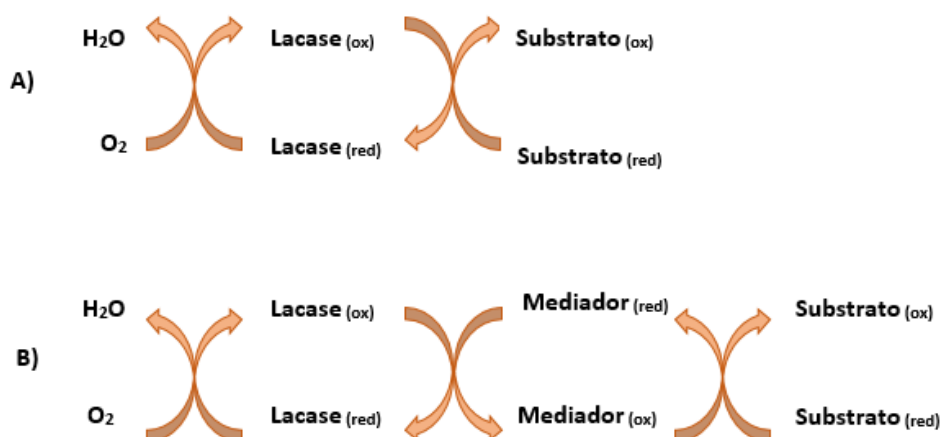 H₂O Lacase (ox) Substrato (ox)
A)
O₂ Lacase (red) Substrato (red)
H₂O Lacase (ox) Mediador (red) Substrato (ox)
B)
O₂ Lacase (red) Mediador (ox) Substrato (red)